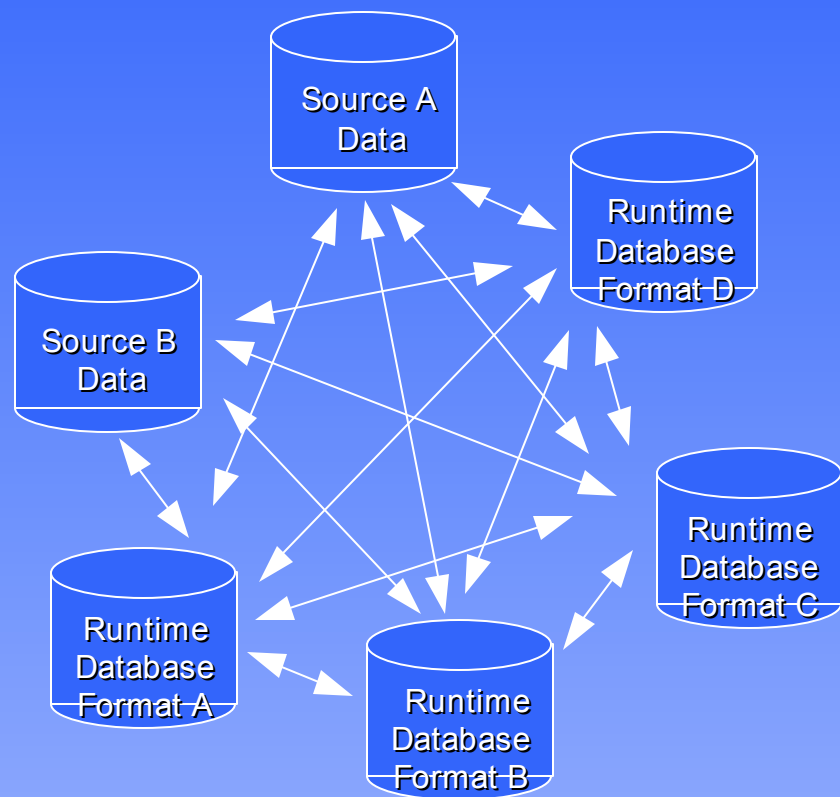 Source A
Data
Runtime
Database
Format D
Source B
Data
Runtime
Database
Format C
Runtime
Database
Format A
Runtime
Database
Format B